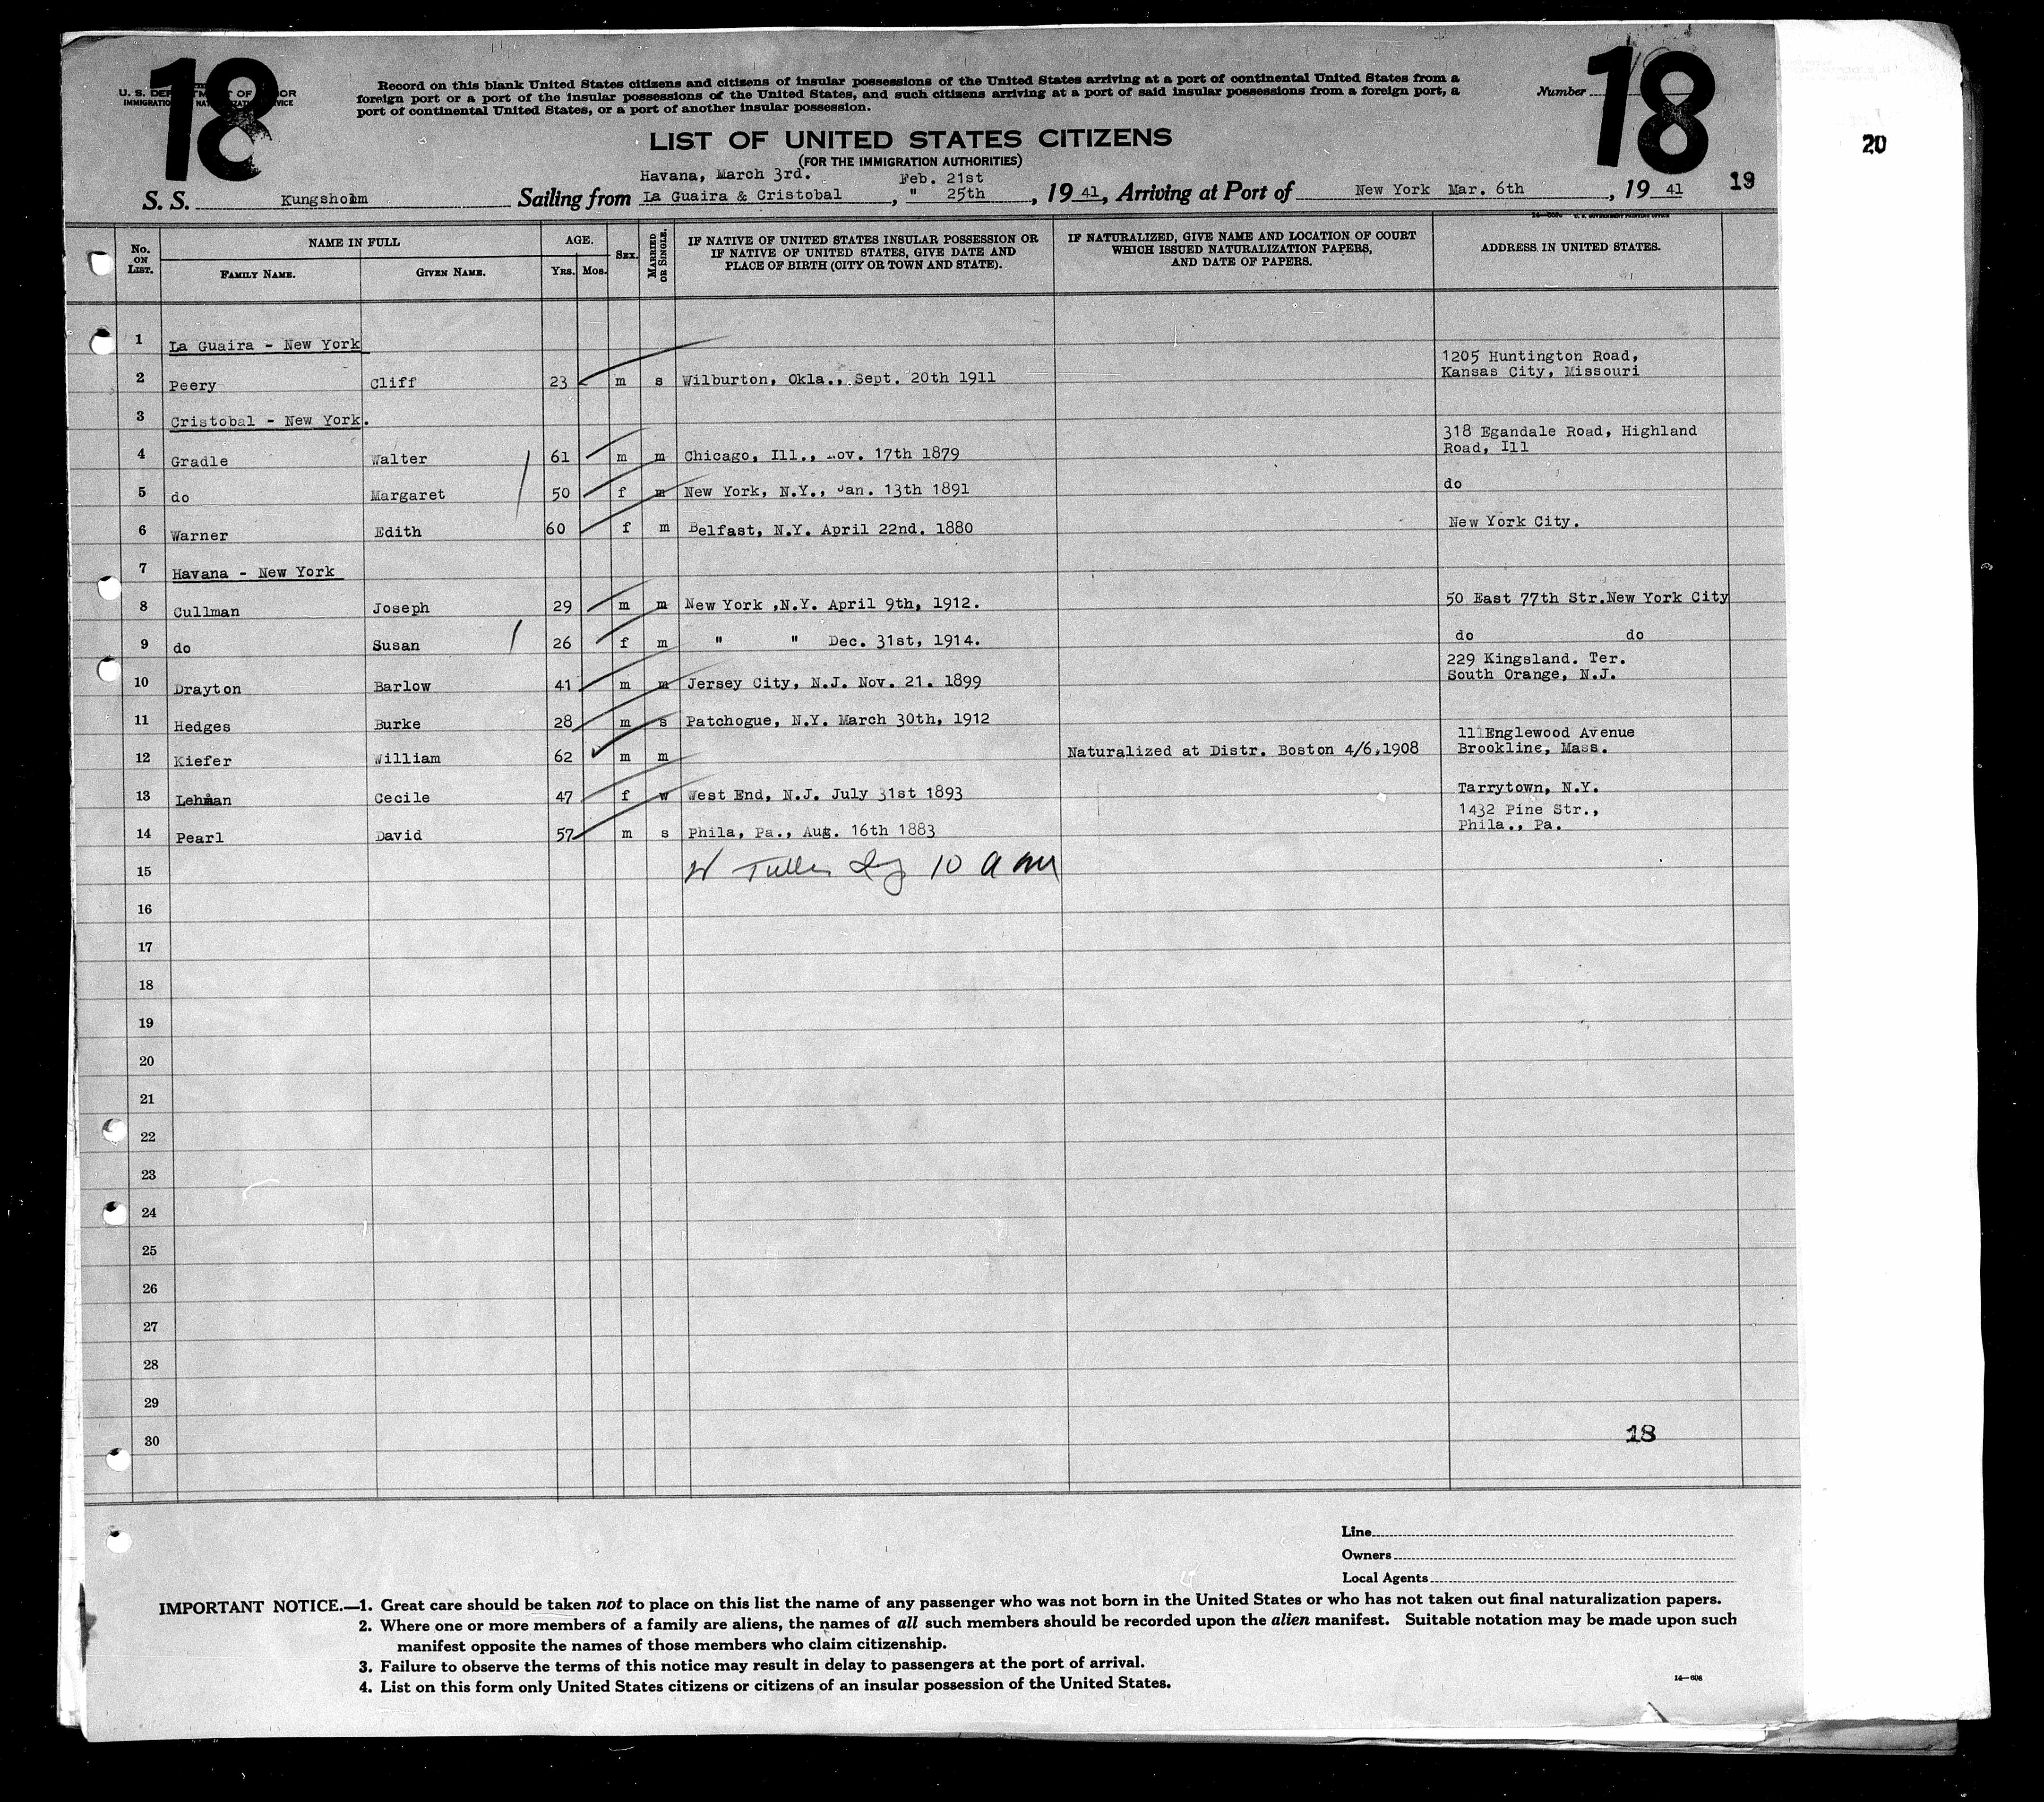 18
18
U. S. DEPARTMENT OF LABOR
IMMIGRATION NATURALIZATION SERVICE
Record on this blank United States citizens and citizens of insular possessions of the United States arriving at a port of continental United States from a
foreign port or a port of the insular possessions of the United States, and such citizens arriving at a port of said insular possessions from a foreign port, a
port of continental United States, or a port of another insular possession.
Number
20
LIST OF UNITED STATES CITIZENS
(FOR THE IMMIGRATION AUTHORITIES)
Havana, March 3rd. Feb. 21st
S. S. Kungsholm Sailing from La Guaira & Cristobal, " 25th, 19 41, Arriving at Port of New York Mar. 6th, 19 41 19
No. ON LIST. NAME IN FULL FAMILY NAME. GIVEN NAME. AGE. YRS. MOS. SEX. MARRIED OR SINGLE. IF NATIVE OF UNITED STATES INSULAR POSSESSION OR IF NATIVE OF UNITED STATES, GIVE DATE AND PLACE OF BIRTH (CITY OR TOWN AND STATE). IF NATURALIZED, GIVE NAME AND LOCATION OF COURT WHICH ISSUED NATURALIZATION PAPERS, AND DATE OF PAPERS. ADDRESS IN UNITED STATES.
1 La Guaira - New York
2 Peery Cliff 23 m s Wilburton, Okla., Sept. 20th 1911 1205 Huntington Road, Kansas City, Missouri
3 Cristobal - New York.
4 Gradle Walter 61 m m Chicago, Ill., Nov. 17th 1879 318 Egandale Road, Highland Road, Ill
5 do Margaret 50 f m New York, N.Y., Jan. 13th 1891 do
6 Warner Edith 60 f m Belfast, N.Y. April 22nd. 1880 New York City.
7 Havana - New York
8 Cullman Joseph 29 m m New York ,N.Y. April 9th, 1912. 50 East 77th Str.New York City
9 do Susan 26 f m " " Dec. 31st, 1914. do do
10 Drayton Barlow 41 m m Jersey City, N.J. Nov. 21. 1899 229 Kingsland. Ter. South Orange, N.J.
11 Hedges Burke 28 m s Patchogue, N.Y. March 30th, 1912
12 Kiefer William 62 m m Naturalized at Distr. Boston 4/6.1908 11 Englewood Avenue Brookline, Mass.
13 Lehman Cecile 47 f w West End, N.J. July 31st 1893 Tarrytown, N.Y.
14 Pearl David 57 m s Phila, Pa., Aug. 16th 1883 1432 Pine Str., Phila., Pa.
15 10 a m
16
17
18
19
20
21
22
23
24
25
26
27
28
29
30 18
Line
Owners
Local Agents
IMPORTANT NOTICE.—1. Great care should be taken not to place on this list the name of any passenger who was not born in the United States or who has not taken out final naturalization papers.
2. Where one or more members of a family are aliens, the names of all such members should be recorded upon the alien manifest. Suitable notation may be made upon such
manifest opposite the names of those members who claim citizenship.
3. Failure to observe the terms of this notice may result in delay to passengers at the port of arrival.
4. List on this form only United States citizens or citizens of an insular possession of the United States.
14—608